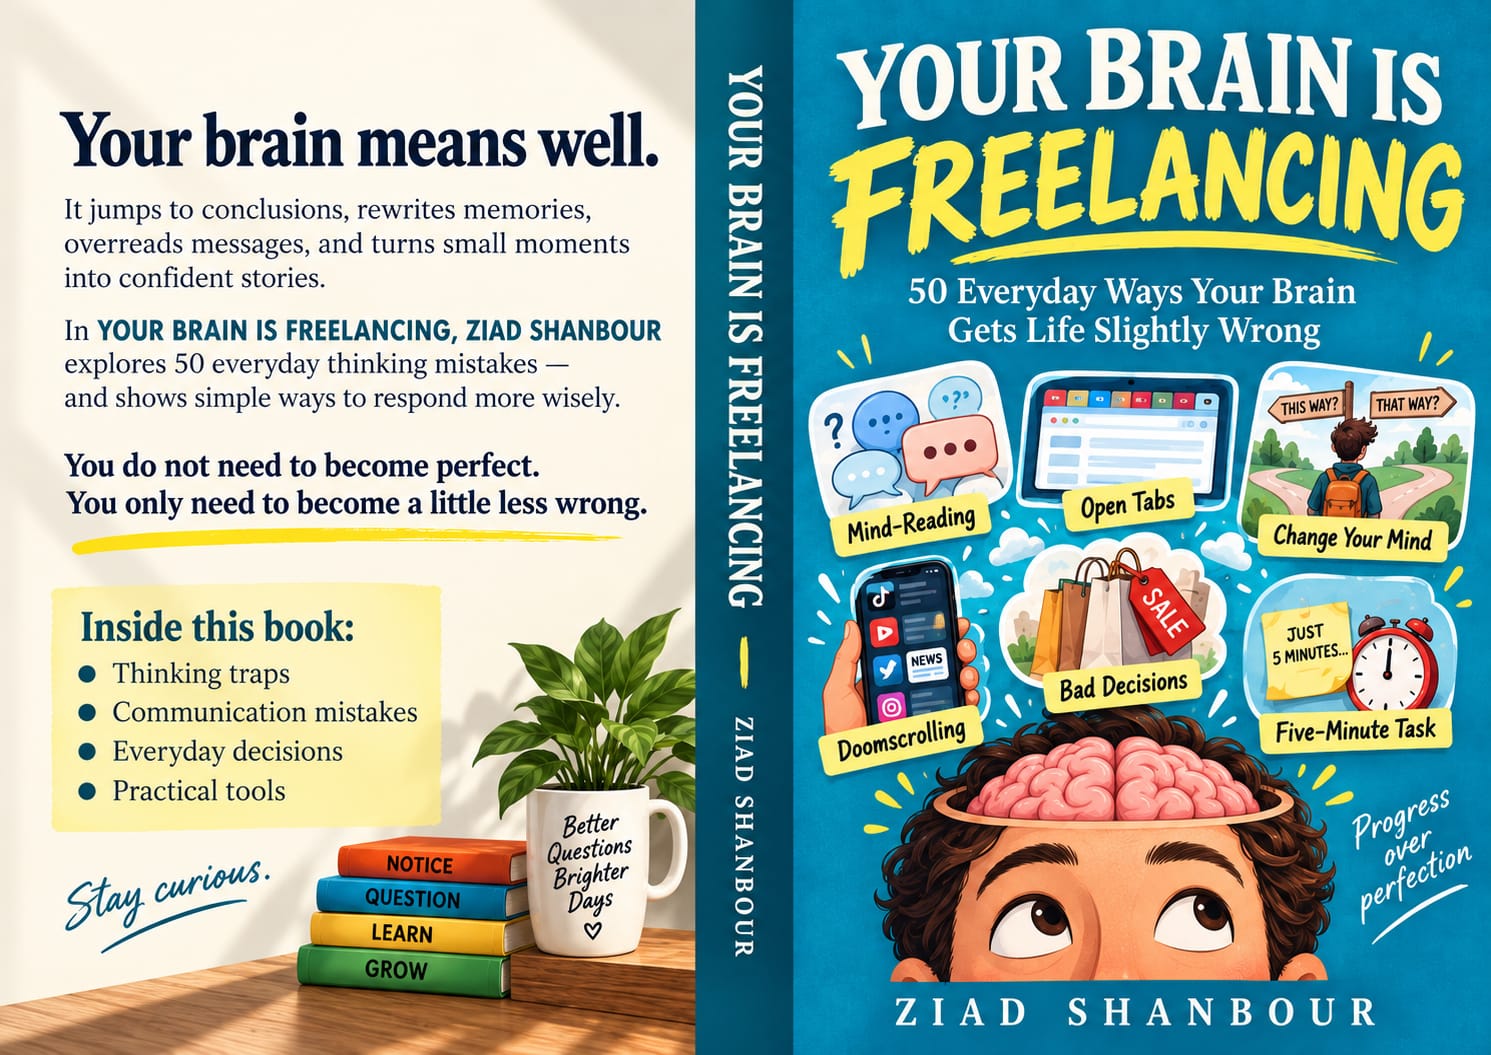 Your brain means well.
It jumps to conclusions, rewrites memories,
overreads messages, and turns small moments
into confident stories.
In YOUR BRAIN IS FREELANCING, ZIAD SHANBOUR
explores 50 everyday thinking mistakes —
and shows simple ways to respond more wisely.
You do not need to become perfect.
You only need to become a little less wrong.
Inside this book:
● Thinking traps
● Communication mistakes
● Everyday decisions
● Practical tools
Stay curious.
NOTICE
QUESTION
LEARN
GROW
Better
Questions
Brighter
Days
YOUR BRAIN IS FREELANCING
ZIAD SHANBOUR
YOUR BRAIN IS
FREELANCING
50 Everyday Ways Your Brain
Gets Life Slightly Wrong
?
??
Mind-Reading
Open Tabs
THIS WAY?
THAT WAY?
Change Your Mind
NEWS
Doomscrolling
SALE
Bad Decisions
JUST
5 MINUTES...
Five-Minute Task
Progress
over
perfection
ZIAD SHANBOUR